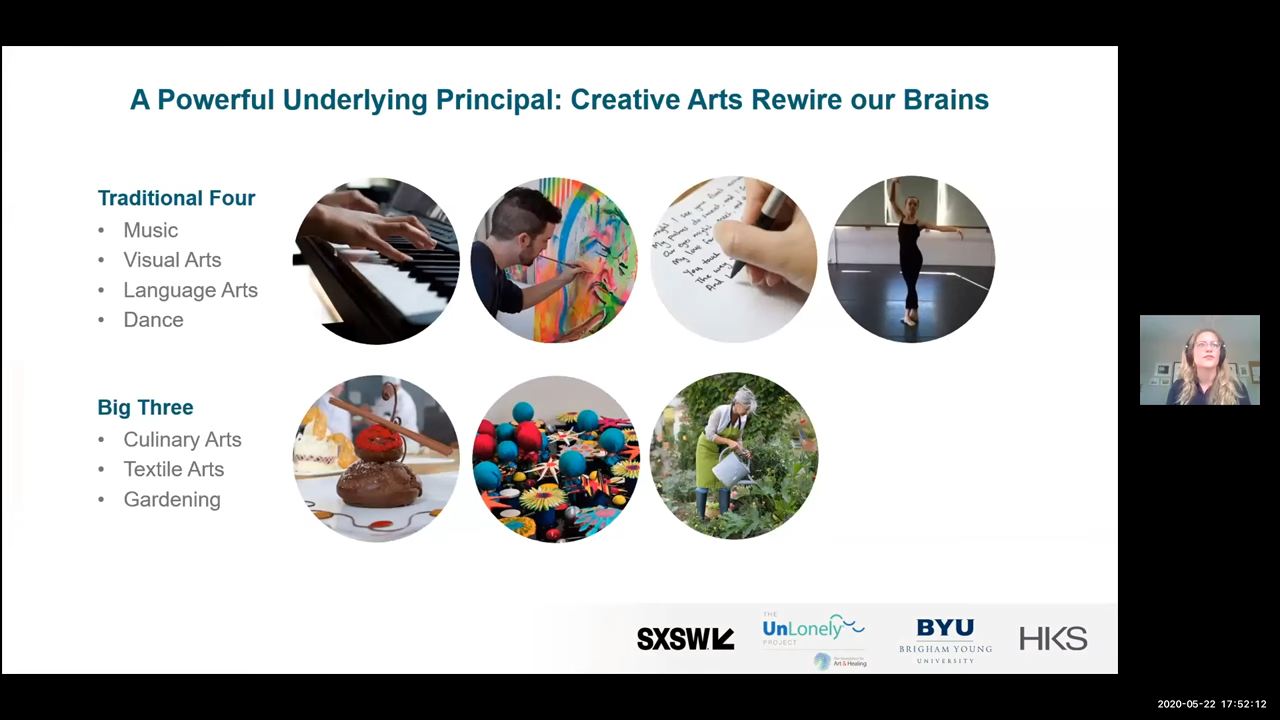 A Powerful Underlying Principal: Creative Arts Rewire our Brains
Traditional Four
• Music
• Visual Arts
• Language Arts
• Dance
Big Three
• Culinary Arts
• Textile Arts
• Gardening
SXSW
THE
UnLonely
PROJECT
Art & Healing
BYU
BRIGHAM YOUNG
UNIVERSITY
HKS
2020-05-22 17:52:12